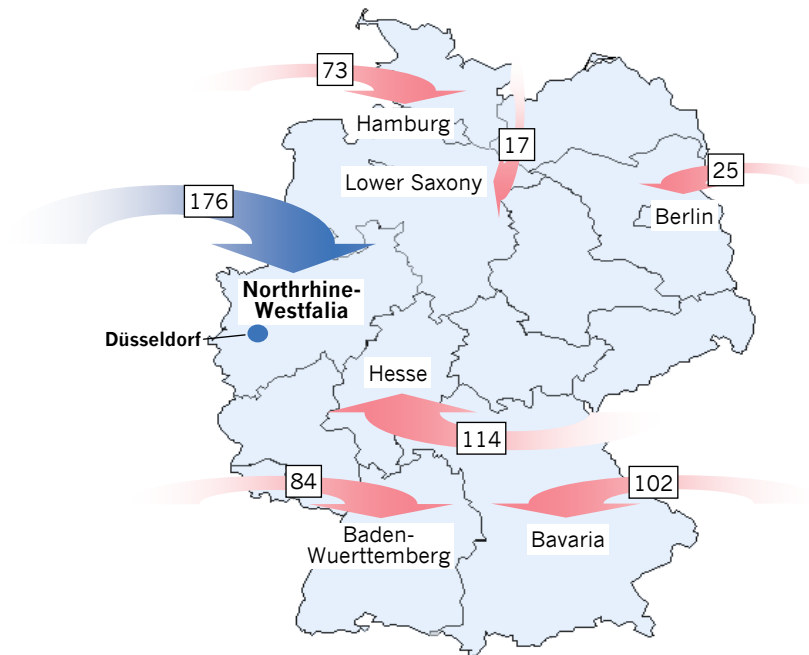 73
Hamburg
17
Lower Saxony
25
Berlin
176
Northrhine-
Westfalia
Düsseldorf
Hesse
114
84
Baden-
Wuerttemberg
102
Bavaria